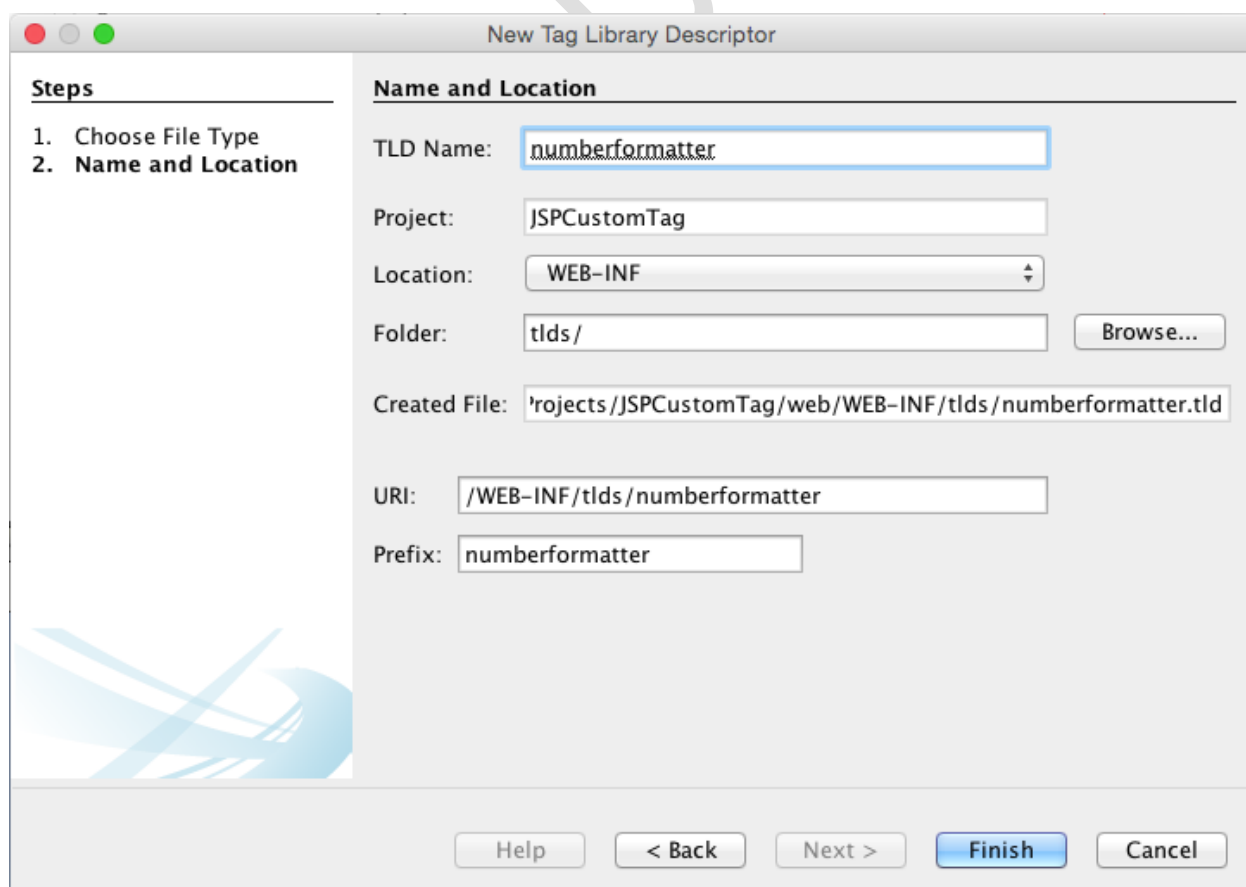 New Tag Library Descriptor
Steps
1. Choose File Type
2. Name and Location
Name and Location
TLD Name: numberformatter
Project: JSPCustomTag
Location: WEB-INF
Folder: tlds/ Browse...
Created File: rojects/JSPCustomTag/web/WEB-INF/tlds/numberformatter.tld
URI: /WEB-INF/tlds/numberformatter
Prefix: numberformatter
Help < Back Next > Finish Cancel